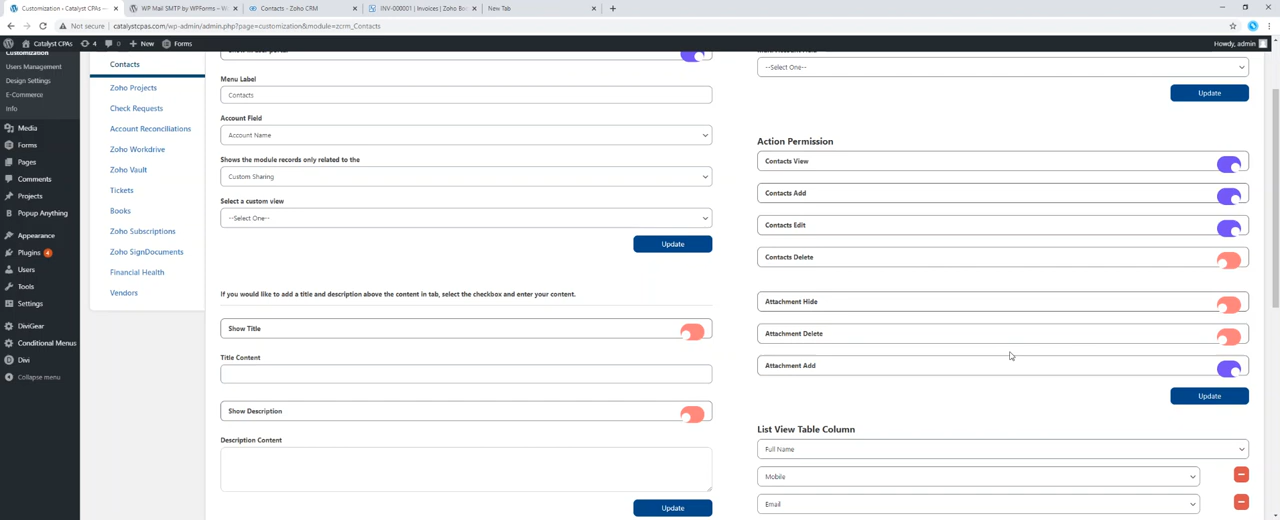 Customization ‹ Catalyst CPAs —
WP Mail SMTP by WPForms – W
Contacts - Zoho CRM
INV-000001 | Invoices | Zoho Bo
New Tab
Not secure | catalystcpas.com/wp-admin/admin.php?page=customization&module=zcrm_Contacts
Catalyst CPAs
4
0
New
Forms
Howdy, admin
Customization
Users Management
Design Settings
E-Commerce
Info
Media
Forms
Pages
Comments
Projects
Popup Anything
Appearance
Plugins 4
Users
Tools
Settings
DiviGear
Conditional Menus
Divi
Collapse menu
Contacts
Zoho Projects
Check Requests
Account Reconciliations
Zoho Workdrive
Zoho Vault
Tickets
Books
Zoho Subscriptions
Zoho SignDocuments
Financial Health
Vendors
Menu Label
Contacts
Account Field
Account Name
Shows the module records only related to the
Custom Sharing
Select a custom view
--Select One--
Update
If you would like to add a title and description above the content in tab, select the checkbox and enter your content.
Show Title
Title Content
Show Description
Description Content
Update
--Select One--
Update
Action Permission
Contacts View
Contacts Add
Contacts Edit
Contacts Delete
Attachment Hide
Attachment Delete
Attachment Add
Update
List View Table Column
Full Name
Mobile
Email